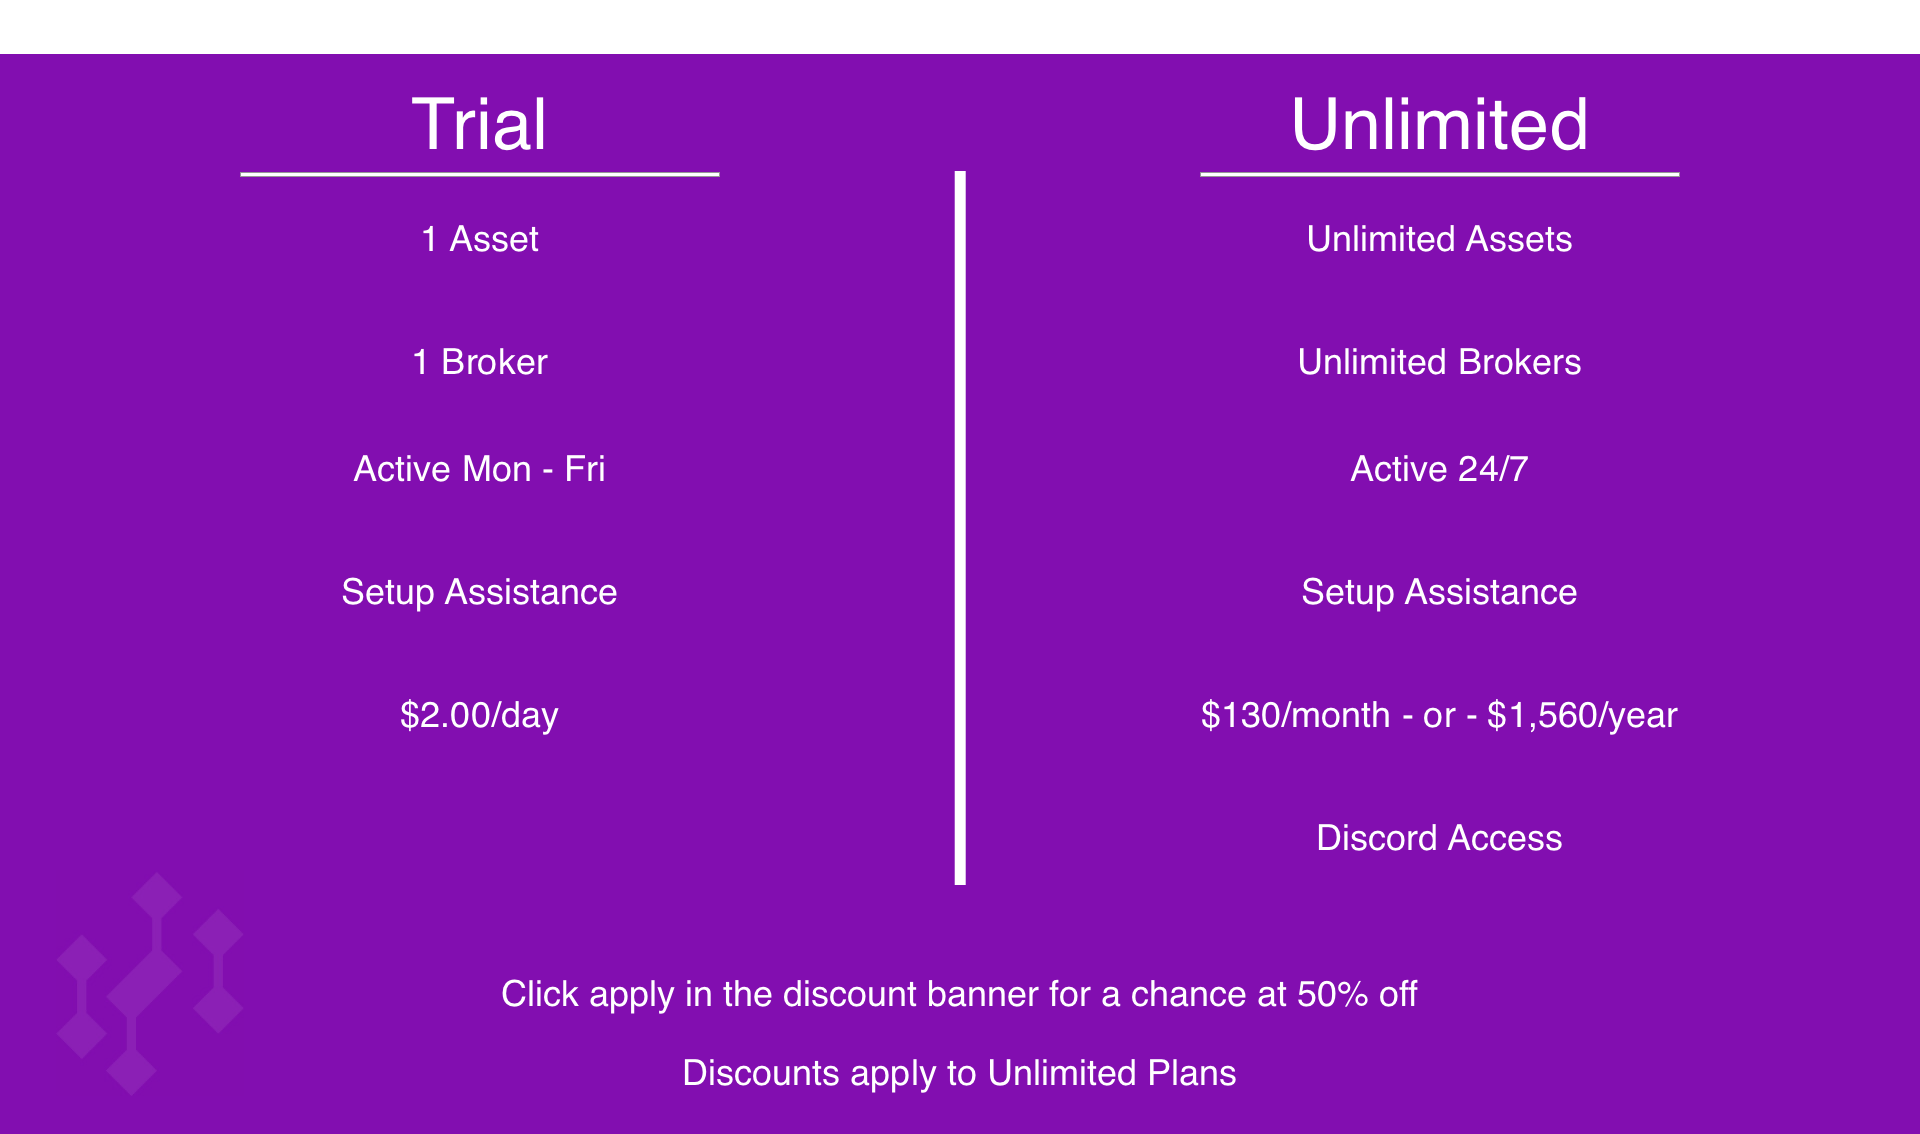 Trial
1 Asset
1 Broker
Active Mon - Fri
Setup Assistance
$2.00/day
Unlimited
Unlimited Assets
Unlimited Brokers
Active 24/7
Setup Assistance
$130/month - or - $1,560/year
Discord Access
Click apply in the discount banner for a chance at 50% off
Discounts apply to Unlimited Plans